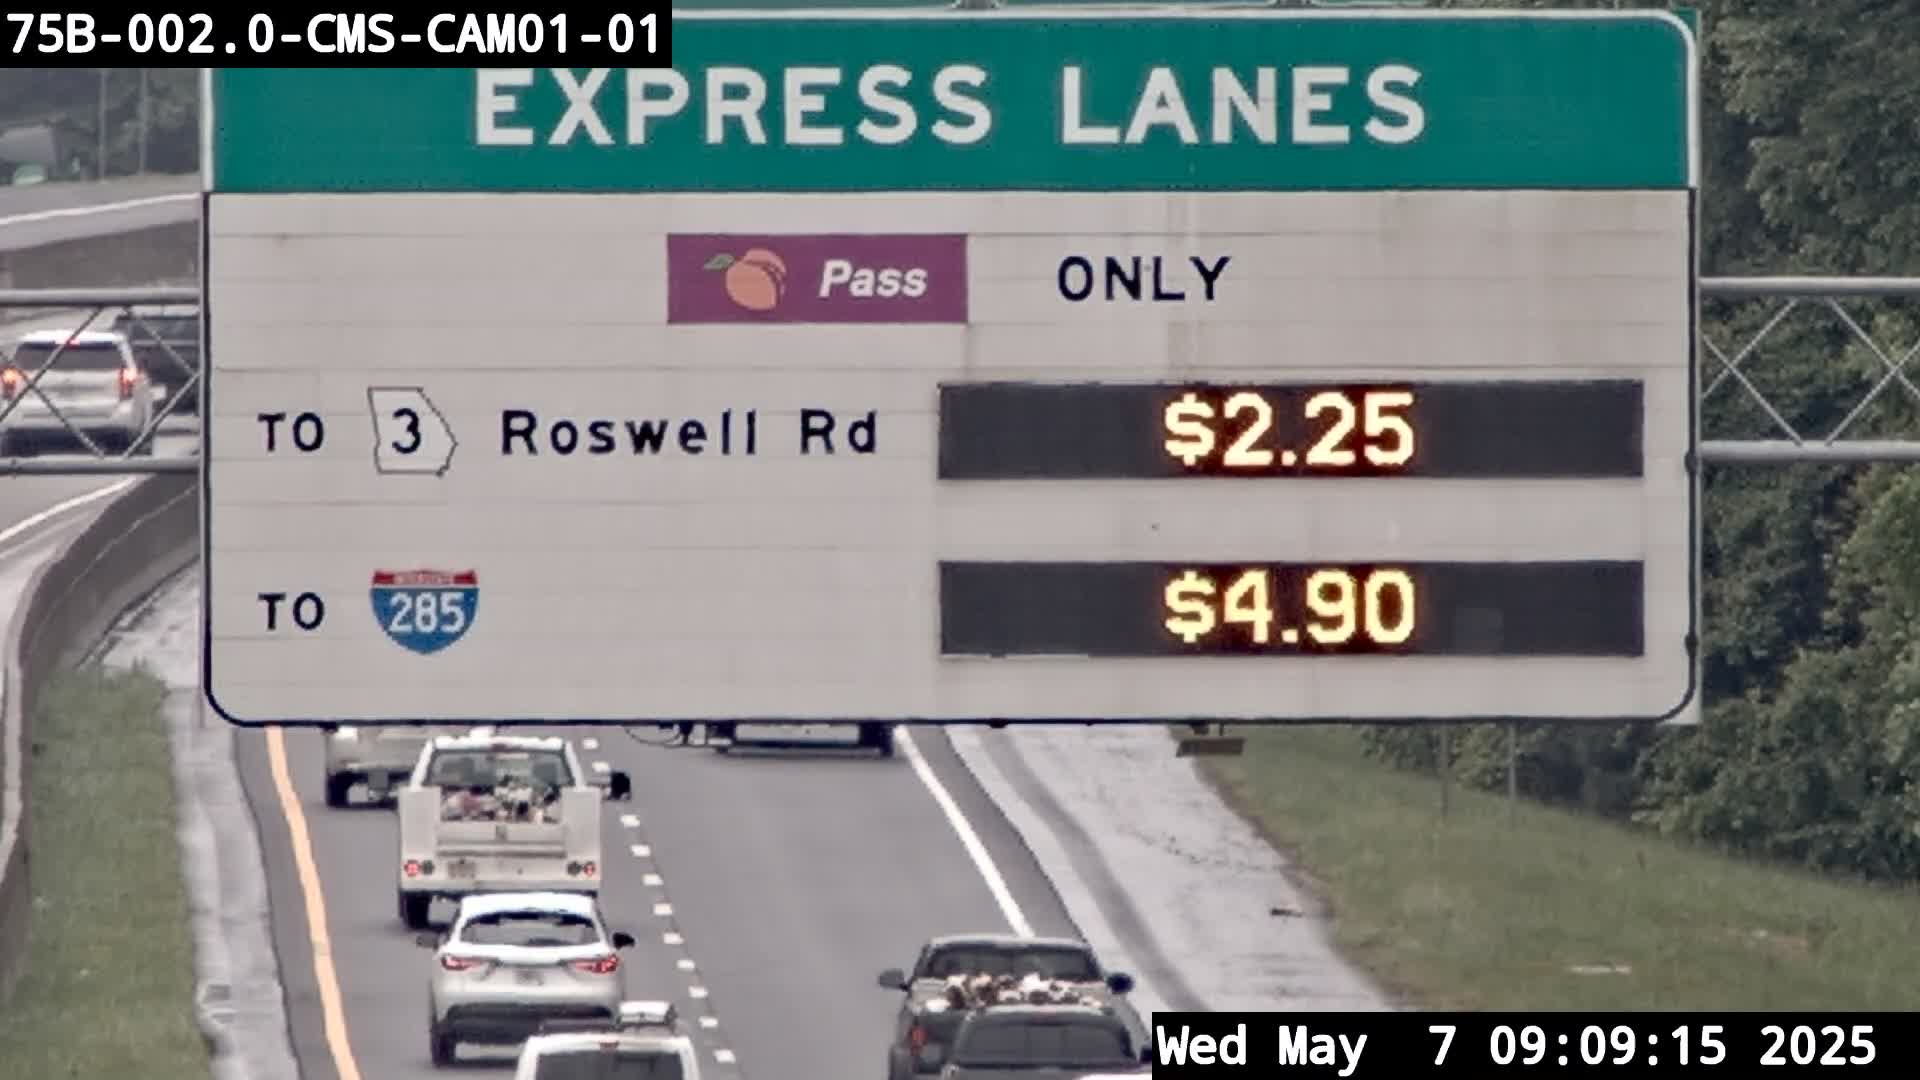 75B-002.0-CMS-CAM01-01
EXPRESS LANES
Pass ONLY
TO 3 Roswell Rd $2.25
TO 285 $4.90
Wed May 7 09:09:15 2025